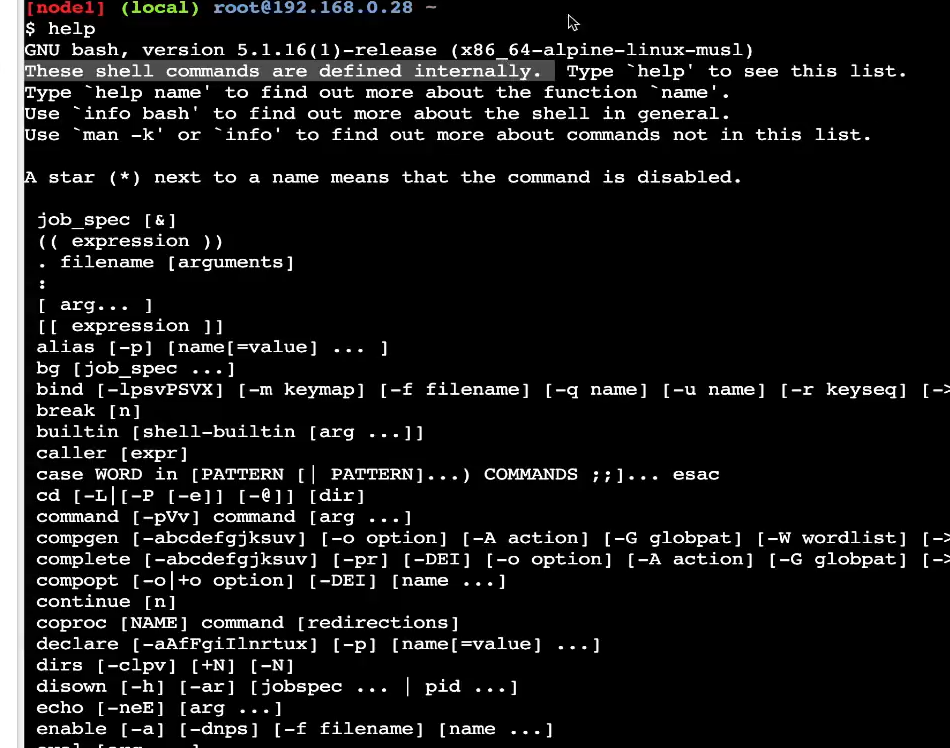 [node1] (local) root@192.168.0.28 ~
$ help
GNU bash, version 5.1.16(1)-release (x86_64-alpine-linux-musl)
These shell commands are defined internally.  Type `help' to see this list.
Type `help name' to find out more about the function `name'.
Use `info bash' to find out more about the shell in general.
Use `man -k' or `info' to find out more about commands not in this list.

A star (*) next to a name means that the command is disabled.

 job_spec [&]
 (( expression ))
 . filename [arguments]
 :
 [ arg... ]
 [[ expression ]]
 alias [-p] [name[=value] ... ]
 bg [job_spec ...]
 bind [-lpsvPSVX] [-m keymap] [-f filename] [-q name] [-u name] [-r keyseq] [->
 break [n]
 builtin [shell-builtin [arg ...]]
 caller [expr]
 case WORD in [PATTERN [| PATTERN]...) COMMANDS ;;]... esac
 cd [-L|[-P [-e]] [-@]] [dir]
 command [-pVv] command [arg ...]
 compgen [-abcdefgjksuv] [-o option] [-A action] [-G globpat] [-W wordlist] [->
 complete [-abcdefgjksuv] [-pr] [-DEI] [-o option] [-A action] [-G globpat] [->
 compopt [-o|+o option] [-DEI] [name ...]
 continue [n]
 coproc [NAME] command [redirections]
 declare [-aAfFgiIlnrtux] [-p] [name[=value] ...]
 dirs [-clpv] [+N] [-N]
 disown [-h] [-ar] [jobspec ... | pid ...]
 echo [-neE] [arg ...]
 enable [-a] [-dnps] [-f filename] [name ...]